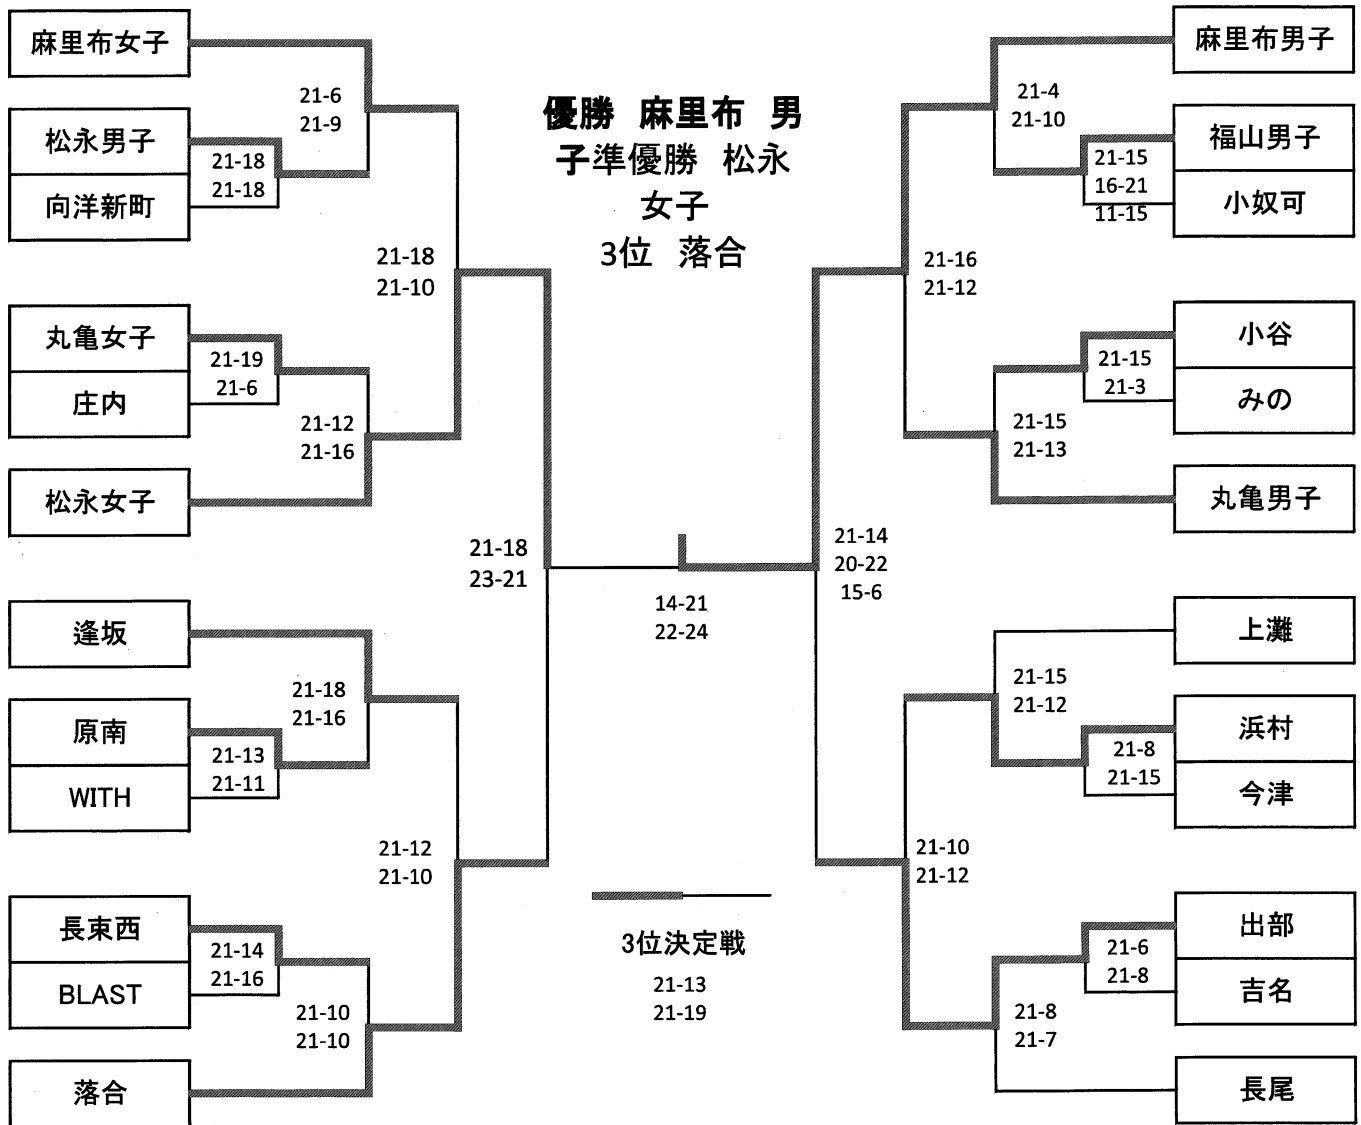 麻里布女子
21-6
21-9
松永男子
21-18
21-18
向洋新町
21-18
21-10
丸亀女子
21-19
21-6
庄内
21-12
21-16
松永女子
21-18
23-21
逢坂
21-18
21-16
原南
21-13
21-11
WITH
21-12
21-10
長束西
21-14
21-16
BLAST
21-10
21-10
落合
優勝 麻里布 男
子準優勝 松永
女子
3位 落合
14-21
22-24
3位決定戦
21-13
21-19
麻里布男子
21-4
21-10
福山男子
21-15
16-21
11-15
小奴可
21-16
21-12
小谷
21-15
21-3
みの
21-15
21-13
丸亀男子
21-14
20-22
15-6
上灘
21-15
21-12
浜村
21-8
21-15
今津
21-10
21-12
出部
21-6
21-8
吉名
21-8
21-7
長尾